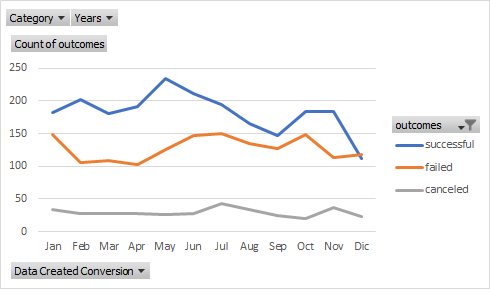 Category Years
Count of outcomes
250
200
150
100
50
0
Jan Feb Mar Apr May Jun Jul Aug Sep Oct Nov Dic
outcomes
successful
failed
canceled
Data Created Conversion